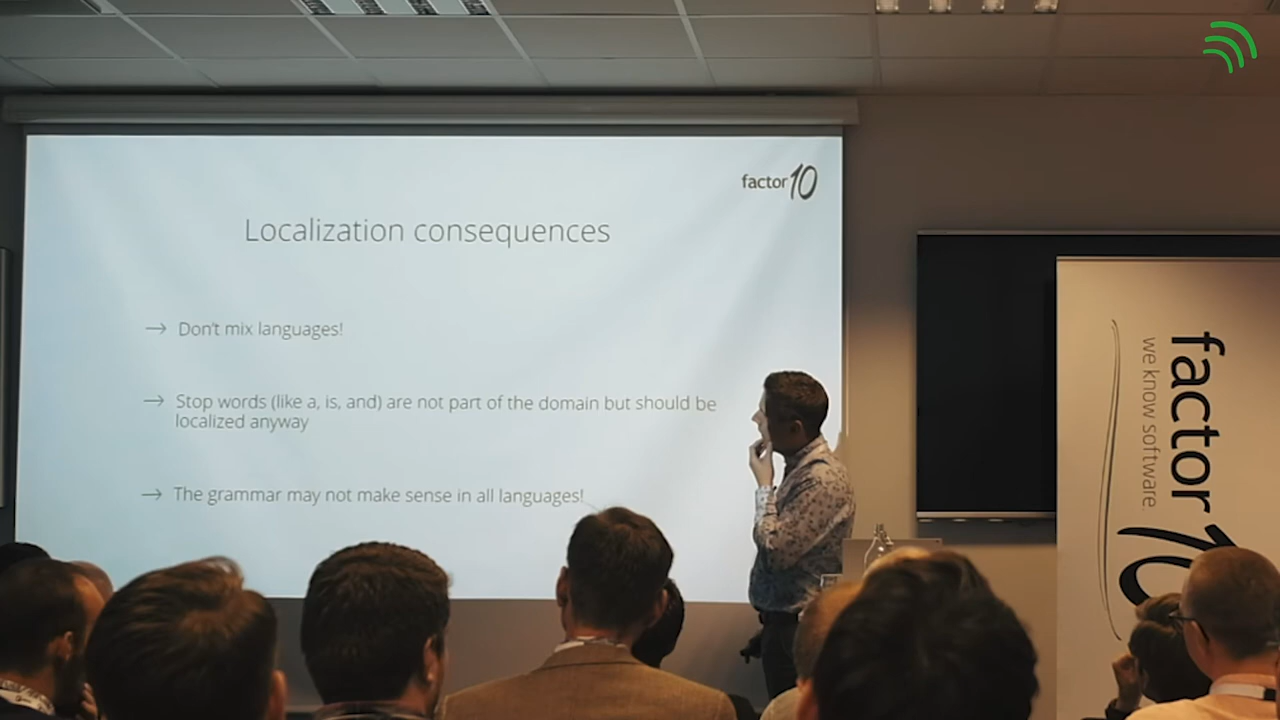 factor10
Localization consequences
→ Don't mix languages!
→ Stop words (like a, is, and) are not part of the domain but should be
localized anyway
→ The grammar may not make sense in all languages!
factor10
we know software.